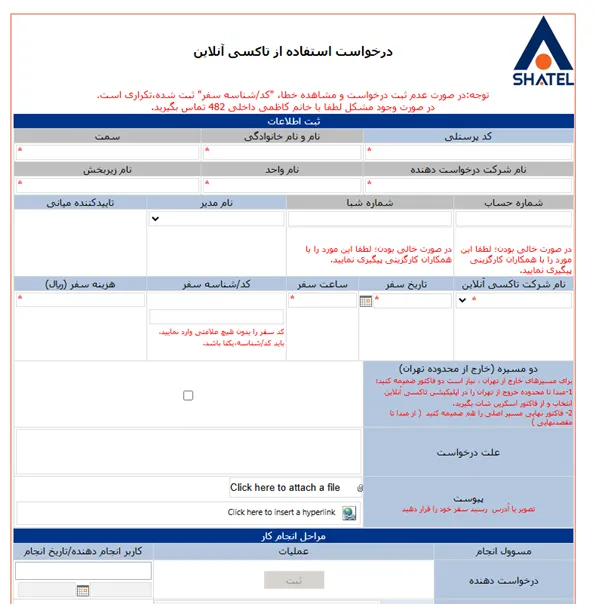 SHATEL
درخواست استفاده از تاکسی آنلاین
توجه:در صورت عدم ثبت درخواست و مشاهده خطا، "کد/شناسه سفر" ثبت شده،تکراری است.
در صورت وجود مشکل لطفا با خانم کاظمی داخلی 482 تماس بگیرید.
ثبت اطلاعات
کد پرسنلی نام و نام خانوادگی سمت
* * *
نام شرکت درخواست دهنده نام واحد نام زیربخش
* * *
شماره حساب شماره شبا نام مدیر تاییدکننده میانی
در صورت خالی بودن؛ لطفا این
مورد را با همکاران کارگزینی
پیگیری نمایید.
در صورت خالی بودن؛ لطفا این مورد را با
همکاران کارگزینی پیگیری نمایید.
نام شرکت تاکسی آنلاین تاریخ سفر ساعت سفر کد/شناسه سفر هزینه سفر (ریال)
* * * *
کد سفر را بدون هیچ علامتی وارد نمایید.
باید کد/شناسه،یکتا باشد.
دو مسیره (خارج از محدوده تهران)
برای مسیرهای خارج از تهران ، نیاز است دو فاکتور ضمیمه کنید:
1-مبدا تا محدوده خروج از تهران را در اپلیکیشن تاکسی آنلاین
انتخاب و از فاکتور اسکرین شات بگیرید.
2- فاکتور نهایی مسیر اصلی را هم ضمیمه کنید ( از مبدا تا
مقصدنهایی )
علت درخواست
پیوست
تصویر یا آدرس رسید سفر خود را قرار دهید
Click here to attach a file
Click here to insert a hyperlink
مراحل انجام کار
مسوول انجام عملیات کاربر انجام دهنده/تاریخ انجام
درخواست دهنده ثبت